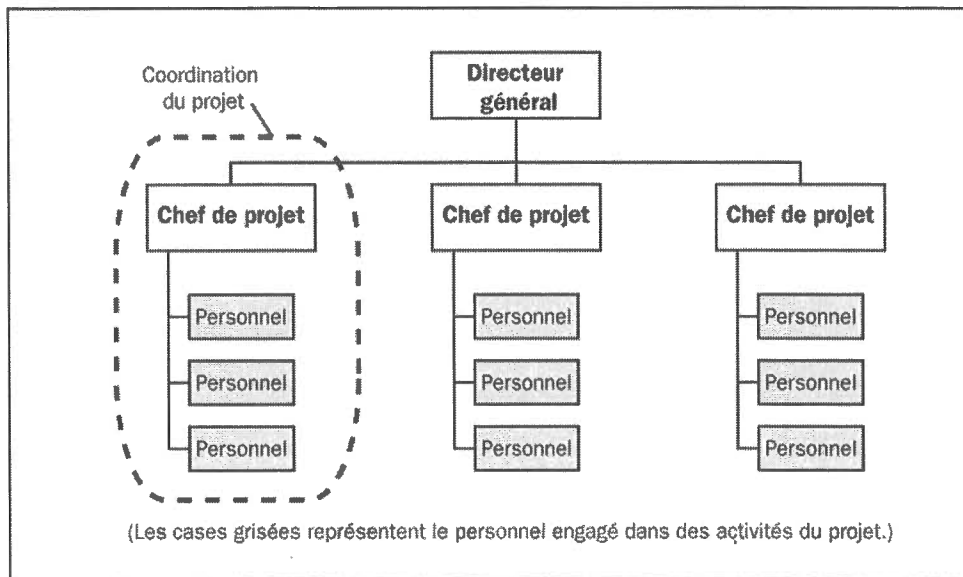 Coordination
du projet
Directeur
général
Chef de projet
Chef de projet
Chef de projet
Personnel
Personnel
Personnel
Personnel
Personnel
Personnel
Personnel
Personnel
Personnel
(Les cases grisées représentent le personnel engagé dans des activités du projet.)